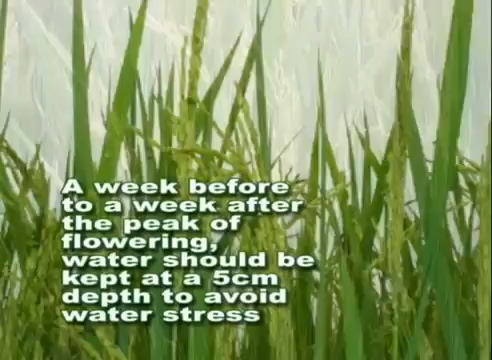 A week before
to a week after
the peak of
flowering,
water should be
kept at a 5cm
depth to avoid
water stress